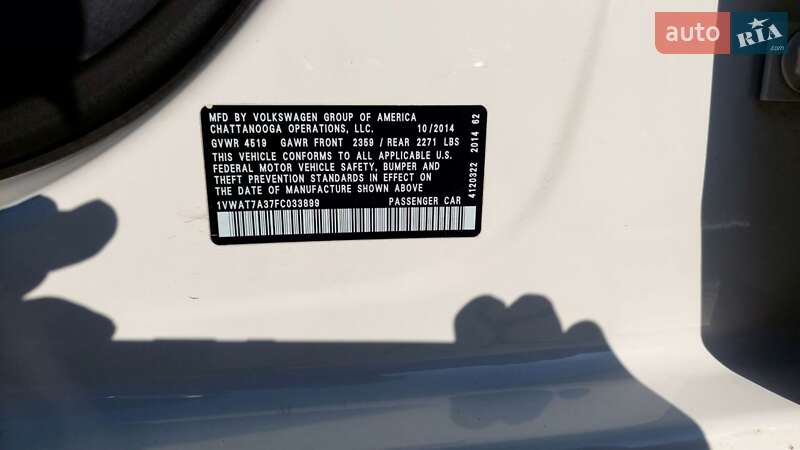 auto RIA
MFD BY VOLKSWAGEN GROUP OF AMERICA
CHATTANOOGA OPERATIONS, LLC. 10/2014
GVWR 4519 GAWR FRONT 2359 / REAR 2271 LBS
THIS VEHICLE CONFORMS TO ALL APPLICABLE U.S.
FEDERAL MOTOR VEHICLE SAFETY, BUMPER AND
THEFT PREVENTION STANDARDS IN EFFECT ON
THE DATE OF MANUFACTURE SHOWN ABOVE
1VWAT7A37FC033899 PASSENGER CAR
4120322 2014 62